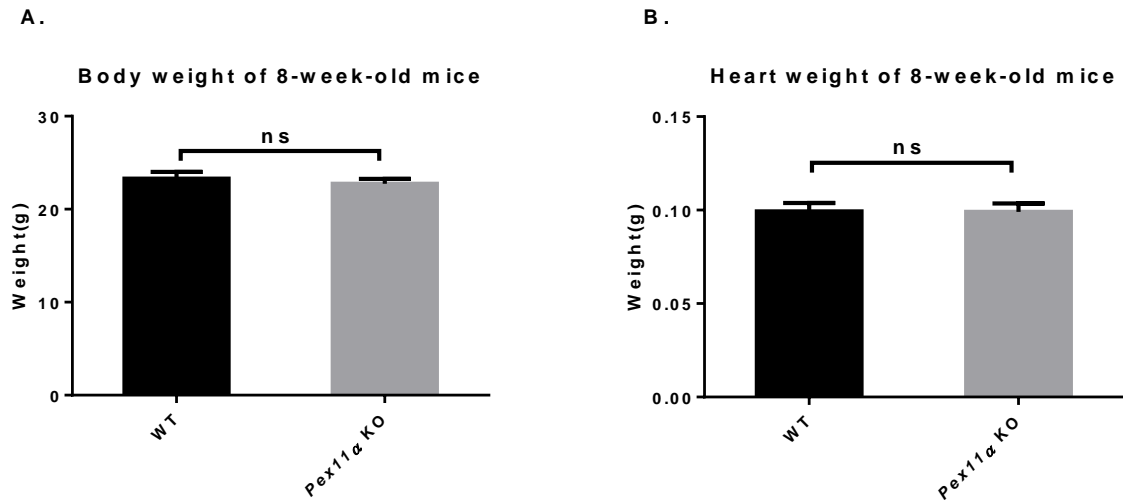 A.
Body weight of 8-week-old mice
Weight(g)
30
20
10
0
ns
WT
Pex11α KO
B.
Heart weight of 8-week-old mice
Weight(g)
0.15
0.10
0.05
0.00
ns
WT
Pex11α KO